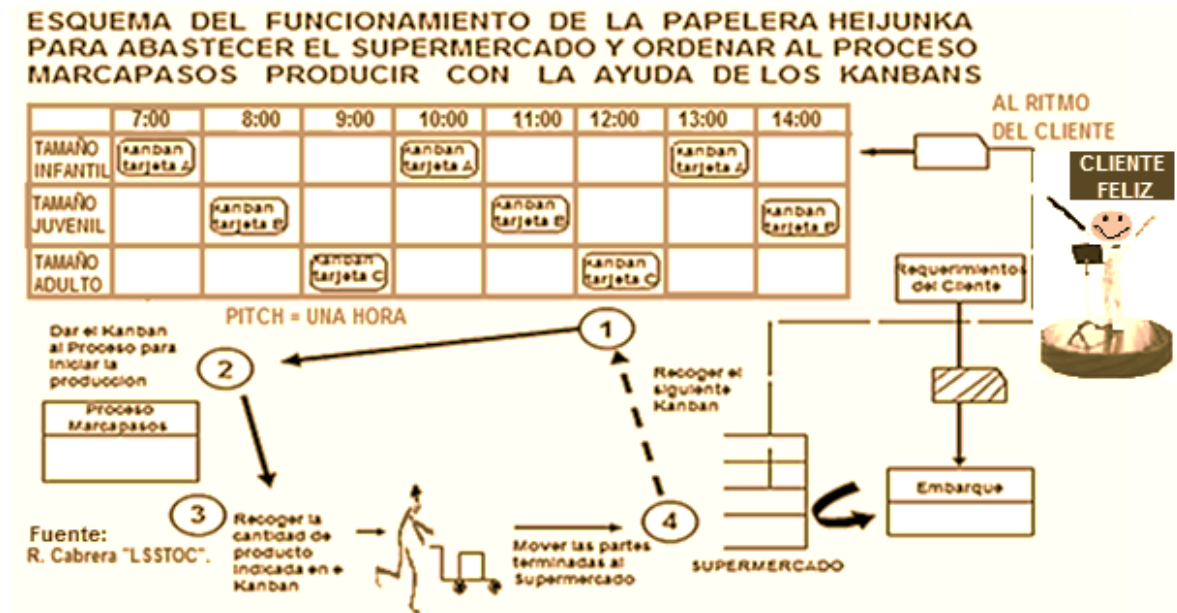 ESQUEMA DEL FUNCIONAMIENTO DE LA PAPELERA HEIJUNKA
PARA ABASTECER EL SUPERMERCADO Y ORDENAR AL PROCESO
MARCAPASOS PRODUCIR CON LA AYUDA DE LOS KANBANS
AL RITMO
DEL CLIENTE
CLIENTE
FELIZ
7:00 8:00 9:00 10:00 11:00 12:00 13:00 14:00
TAMAÑO
INFANTIL
Kanban
tarjeta A
Kanban
tarjeta A
Kanban
tarjeta A
TAMAÑO
JUVENIL
Kanban
tarjeta B
Kanban
tarjeta B
Kanban
tarjeta B
TAMAÑO
ADULTO
Kanban
tarjeta C
Kanban
tarjeta C
Requerimientos
del Cliente
PITCH = UNA HORA
1
Dar el Kanban
al Proceso para
iniciar la
producción
2
Recoger el
siguiente
Kanban
Proceso
Marcapasos
3
Recoger la
cantidad de
producto
indicada en e
Kanban
Mover las partes
terminadas al
Supermercado
4
SUPERMERCADO
Embarque
Fuente:
R. Cabrera "LSSTOC".